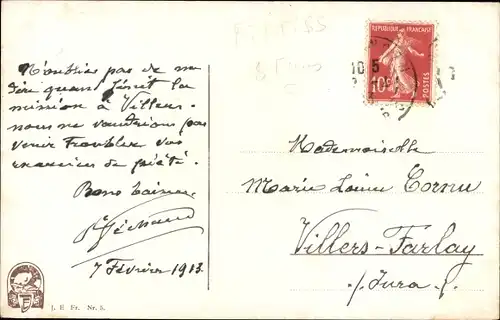 N'oubliez pas de me
dire quand finit la
mission à Villers.
nous ne voudrions pas
venir troubler vos
exercices de piété.
Bons baisers
7 Février 1913.
J. E Fr. Nr. 5.
REPUBLIQUE FRANÇAISE
10c
POSTES
Mademoiselle
Marie Louise Cornu
Villers-Farlay
/Jura/